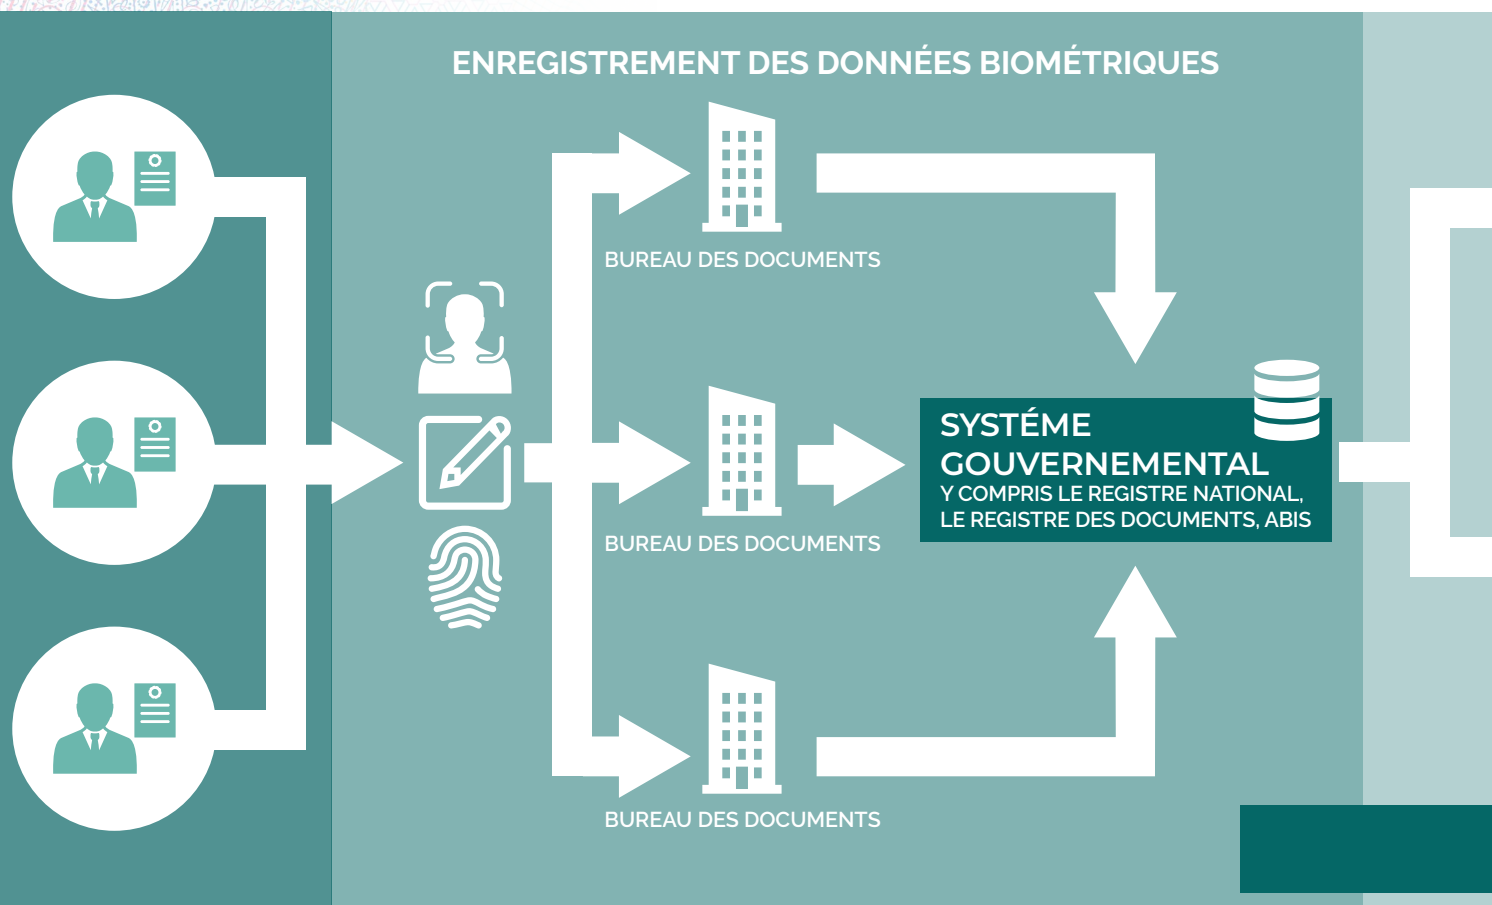 ENREGISTREMENT DES DONNÉES BIOMÉTRIQUES
BUREAU DES DOCUMENTS
BUREAU DES DOCUMENTS
SYSTÉME
GOUVERNEMENTAL
Y COMPRIS LE REGISTRE NATIONAL,
LE REGISTRE DES DOCUMENTS, ABIS
BUREAU DES DOCUMENTS